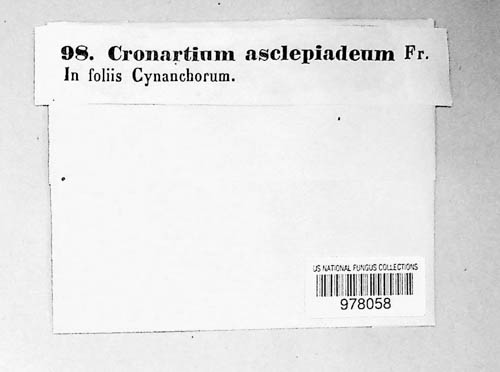 98. Cronartium asclepiadeum Fr.
In foliis Cynanchorum.
US NATIONAL FUNGUS COLLECTIONS
978058